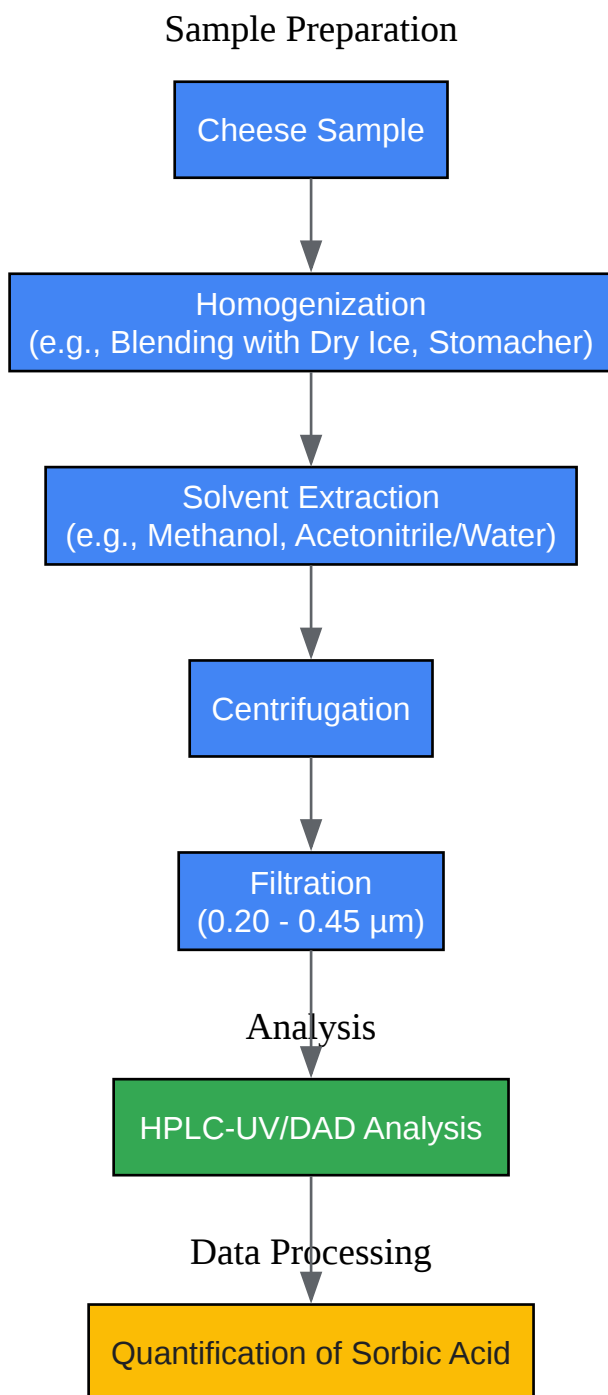 Sample Preparation
Cheese Sample
Homogenization
(e.g., Blending with Dry Ice, Stomacher)
Solvent Extraction
(e.g., Methanol, Acetonitrile/Water)
Centrifugation
Filtration
(0.20 - 0.45 µm)
Analysis
HPLC-UV/DAD Analysis
Data Processing
Quantification of Sorbic Acid